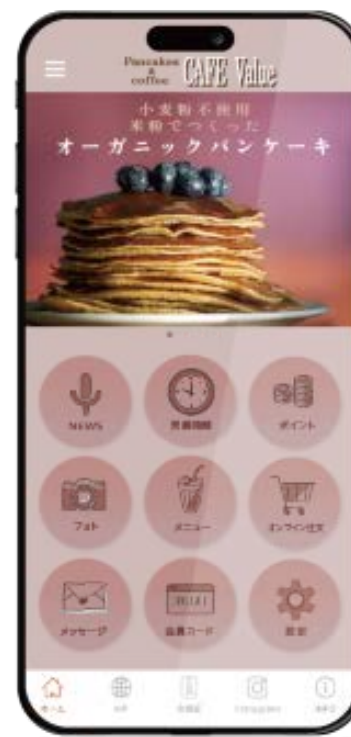 Pancakes
&
coffee
CAFE Value
小麦粉不使用
米粉でつくった
オーガニックパンケーキ
NEWS
営業時間
ポイント
フォト
メニュー
オンライン注文
メッセージ
会員カード
設定
ホーム